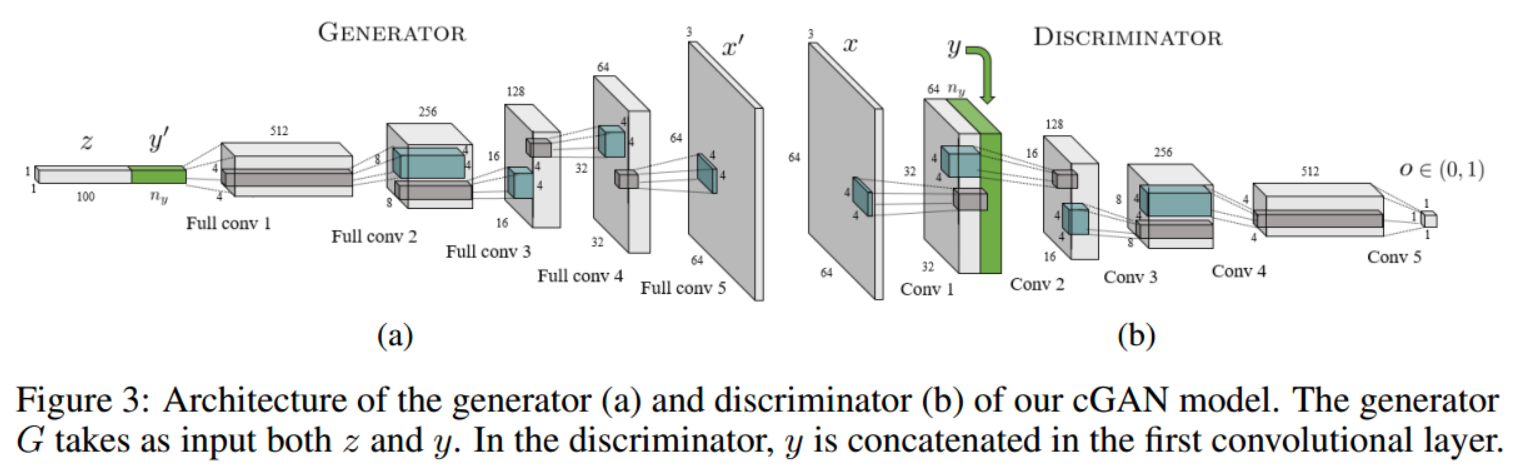 GENERATOR
z
y′
1
1
100
n_y
4
4
512
Full conv 1
256
8
8
4
4
Full conv 2
128
16
16
4
4
Full conv 3
64
32
32
4
4
Full conv 4
3
x′
64
64
4
4
Full conv 5
(a)
DISCRIMINATOR
3
x
64
64
4
4
y
64 n_y
32
32
4
4
Conv 1
128
16
16
4
4
Conv 2
256
8
8
4
4
Conv 3
512
4
4
Conv 4
o ∈ (0, 1)
1
1
1
Conv 5
(b)
Figure 3: Architecture of the generator (a) and discriminator (b) of our cGAN model. The generator
G takes as input both z and y. In the discriminator, y is concatenated in the first convolutional layer.